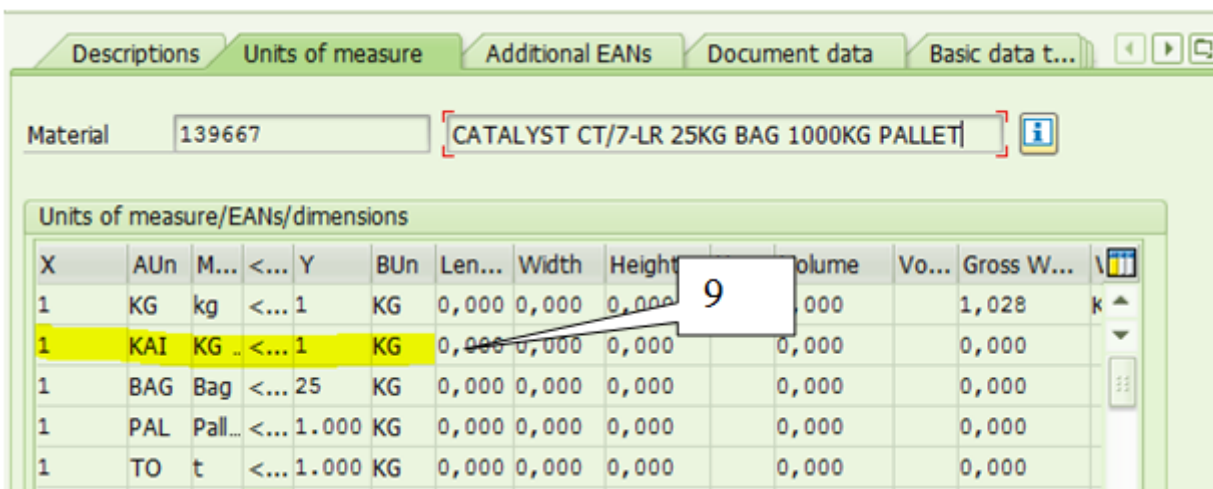 Descriptions Units of measure Additional EANs Document data Basic data t...
Material 139667 CATALYST CT/7-LR 25KG BAG 1000KG PALLET
Units of measure/EANs/dimensions
X AUn M... <... Y BUn Len... Width Height Volume Vo... Gross W...
1 KG kg <... 1 KG 0,000 0,000 0,000 0,000 1,028 K
9
1 KAI KG .. <... 1 KG 0,000 0,000 0,000 0,000 0,000
1 BAG Bag <... 25 KG 0,000 0,000 0,000 0,000 0,000
1 PAL Pall... <... 1.000 KG 0,000 0,000 0,000 0,000 0,000
1 TO t <... 1.000 KG 0,000 0,000 0,000 0,000 0,000